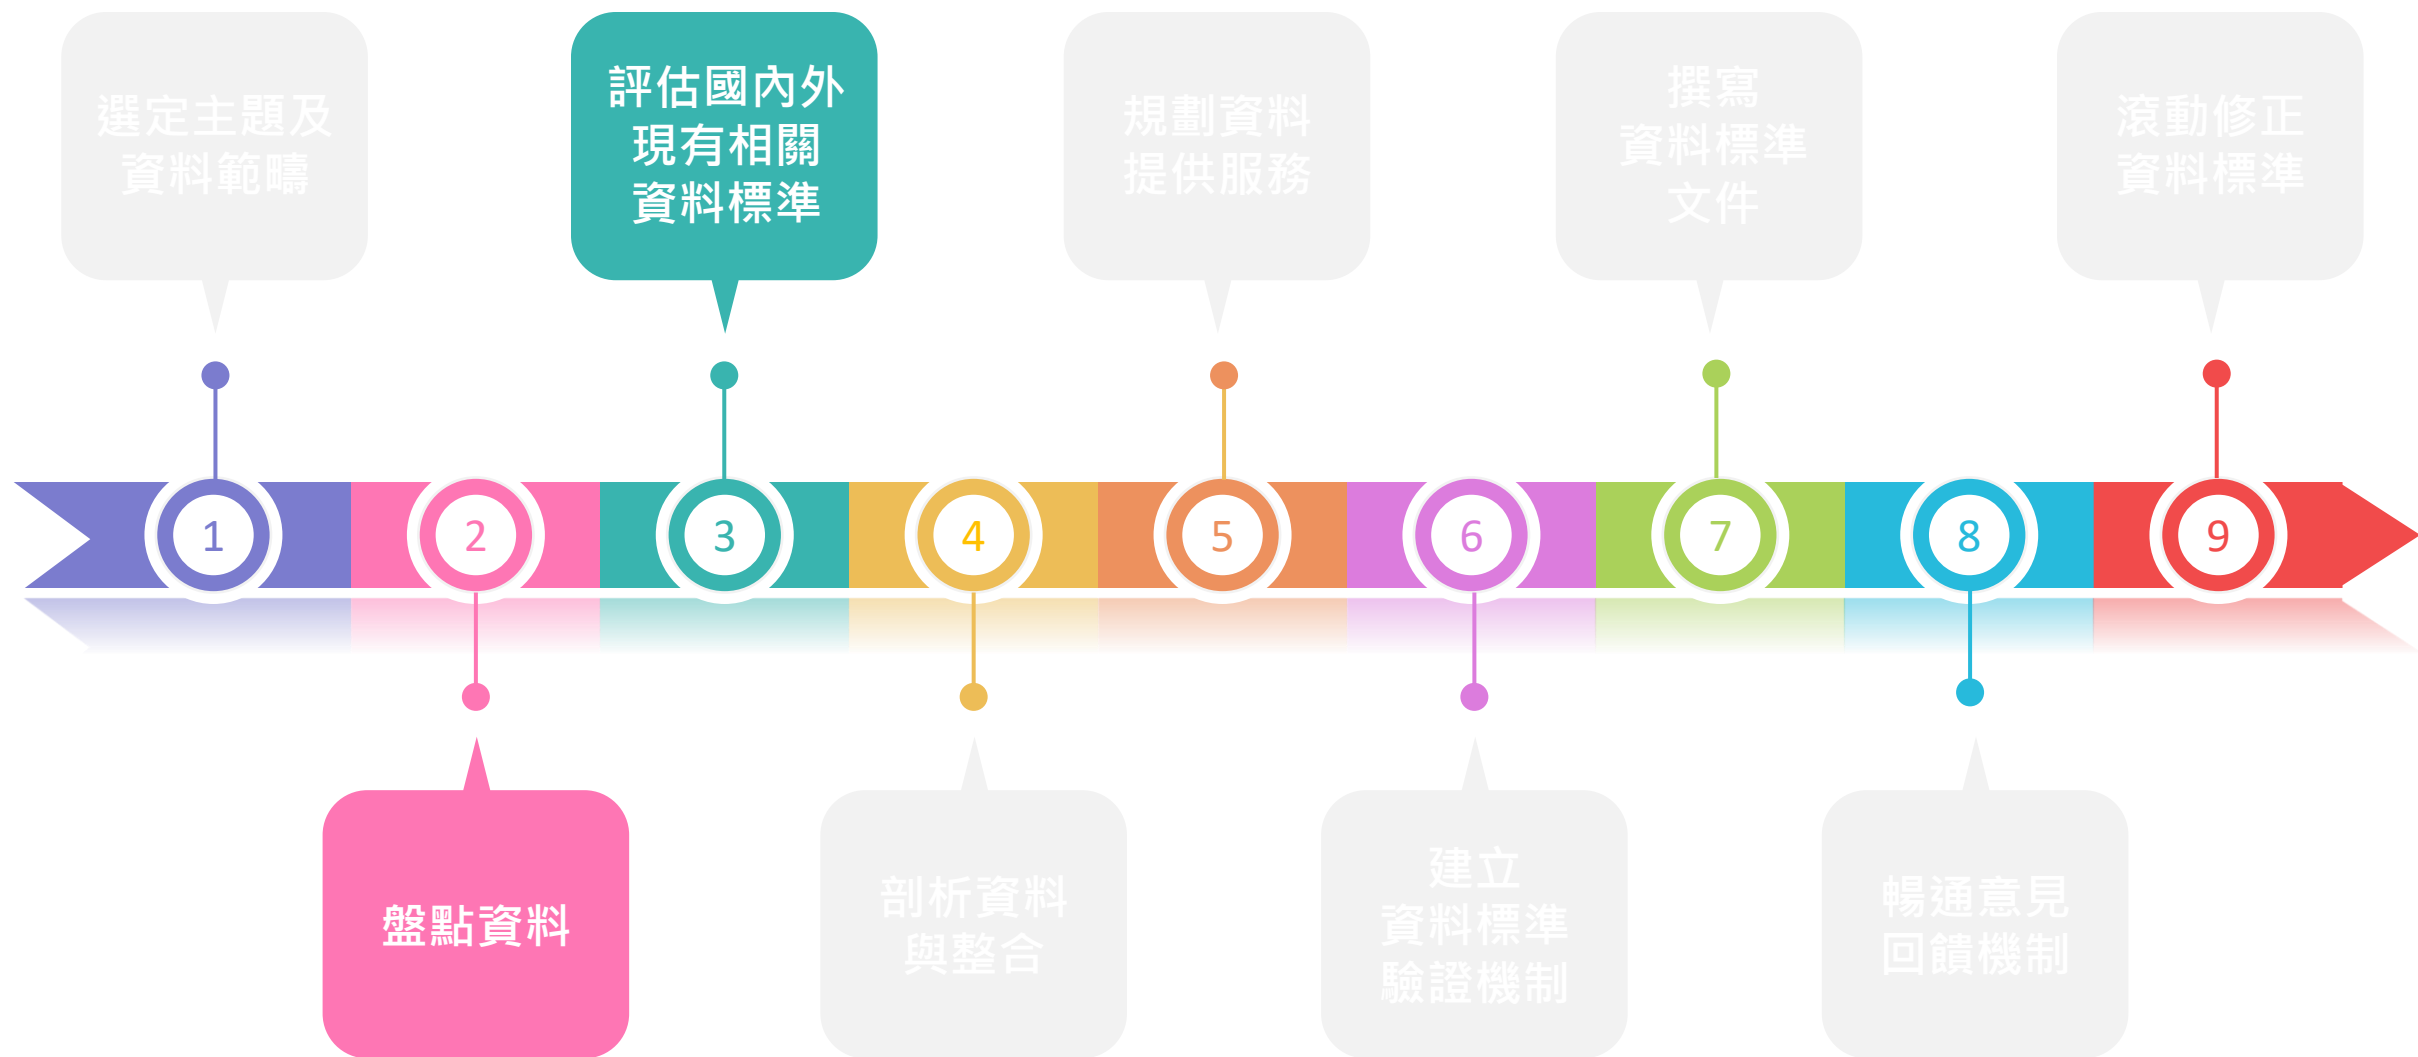 選定主題及
資料範疇
評估國內外
現有相關
資料標準
規劃資料
提供服務
撰寫
資料標準
文件
滾動修正
資料標準
1
2
3
4
5
6
7
8
9
盤點資料
剖析資料
與整合
建立
資料標準
驗證機制
暢通意見
回饋機制